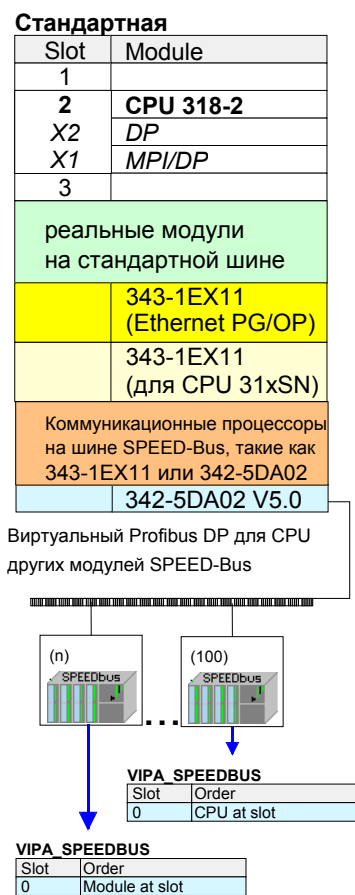 Стандартная
Slot Module
1
2 CPU 318-2
X2 DP
X1 MPI/DP
3
реальные модули
на стандартной шине
343-1EX11
(Ethernet PG/OP)
343-1EX11
(для CPU 31xSN)
Коммуникационные процессоры
на шине SPEED-Bus, такие как
343-1EX11 или 342-5DA02
342-5DA02 V5.0
Виртуальный Profibus DP для CPU
других модулей SPEED-Bus
(n) (100)
SPEEDbus SPEEDbus
...
VIPA_SPEEDBUS
Slot Order
0 CPU at slot
VIPA_SPEEDBUS
Slot Order
0 Module at slot